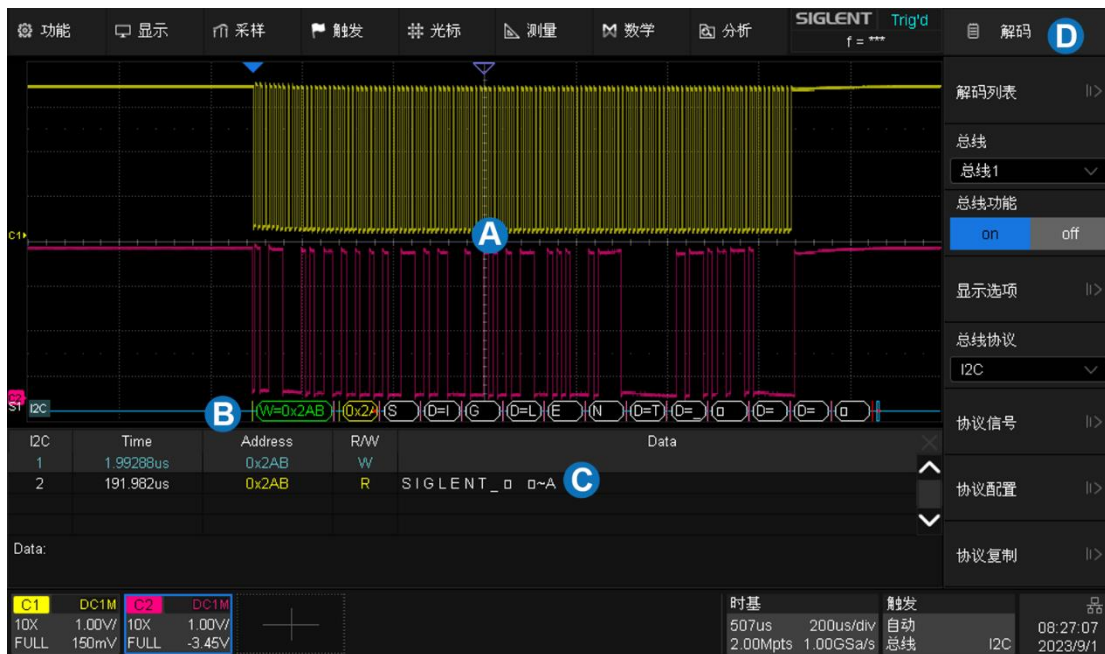 功能 显示 采样 触发 光标 测量 数学 分析 SIGLENT Trig'd 解码 D
f = ***
解码列表
总线
总线1
总线功能
on off
显示选项
总线协议
I2C
协议信号
协议配置
协议复制
C1
A
C2
S1 I2C B W=0x2AB 0x2A S D=I G D=L E N D=T D=_ □ D= D= □
I2C Time Address R/W Data
1 1.99288us 0x2AB W
2 191.982us 0x2AB R SIGLENT_□ □~A C
Data:
C1 DC1M C2 DC1M 时基 触发
10X 1.00V/ 10X 1.00V/ 507us 200us/div 自动 08:27:07
FULL 150mV FULL -3.45V 2.00Mpts 1.00GSa/s 总线 I2C 2023/9/1